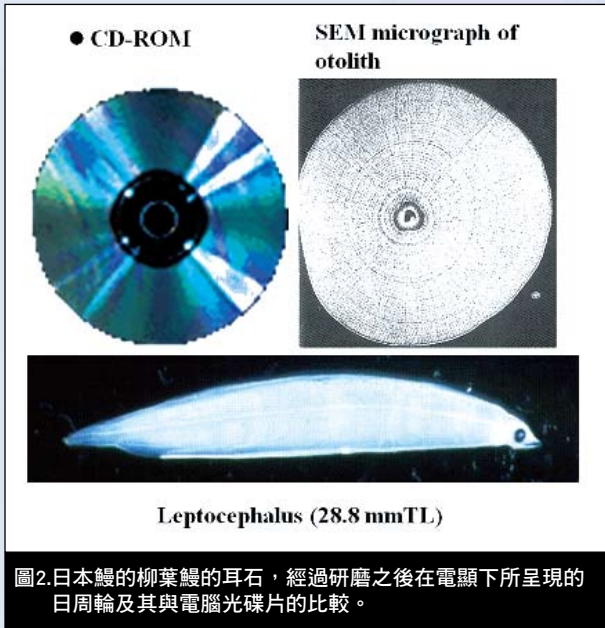 ● CD-ROM
SEM micrograph of
otolith
Leptocephalus (28.8 mmTL)
圖2.日本鰻的柳葉鰻的耳石，經過研磨之後在電顯下所呈現的
日周輪及其與電腦光碟片的比較。